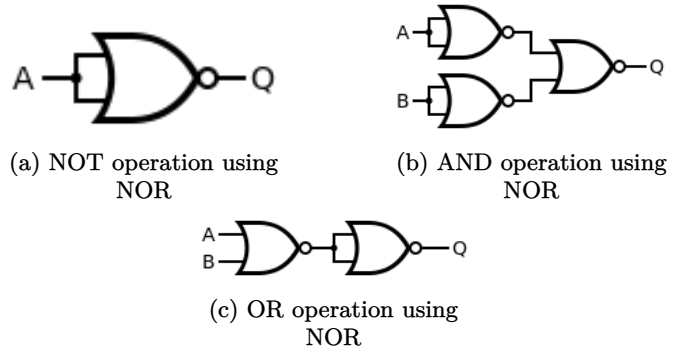 A Q
A
B
Q
(a) NOT operation using
NOR
(b) AND operation using
NOR
A
B
Q
(c) OR operation using
NOR